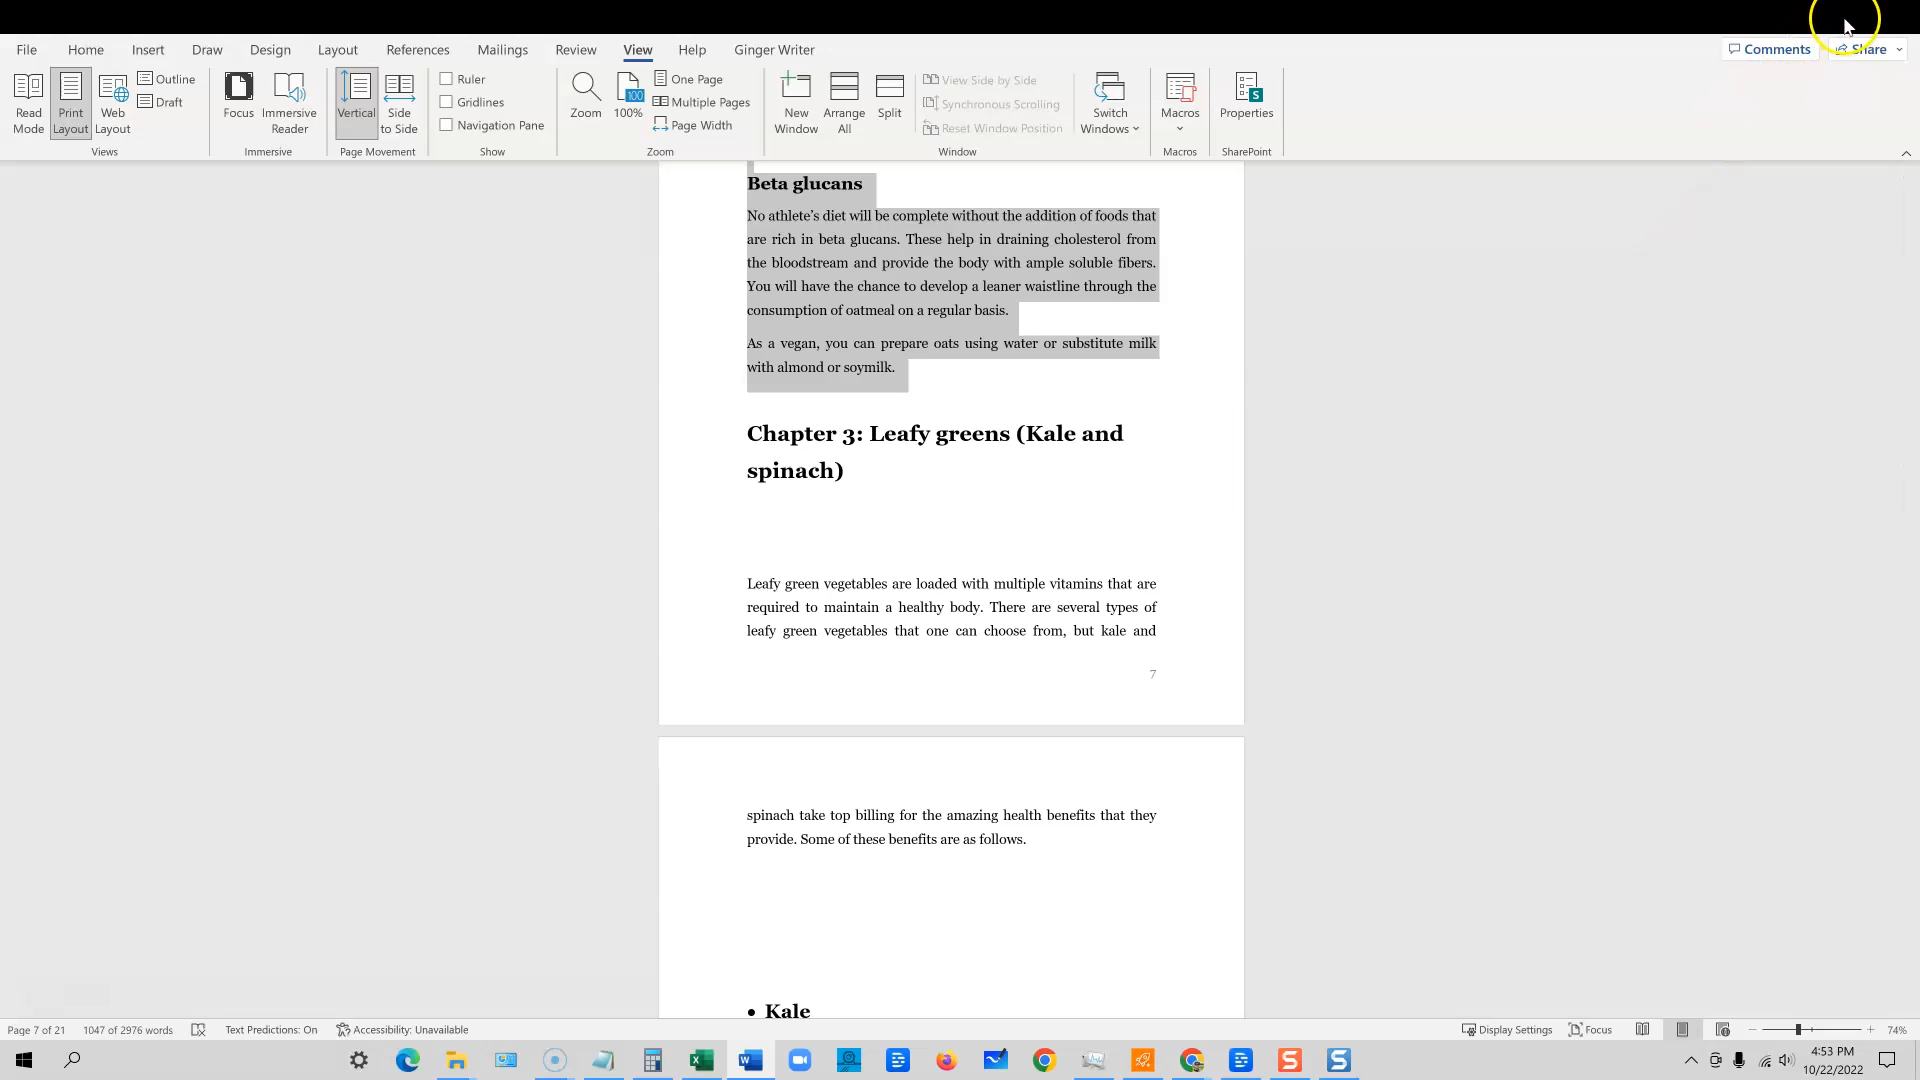 File Home Insert Draw Design Layout References Mailings Review View Help Ginger Writer Comments Share
Read Mode Print Layout Web Layout Outline Draft
Views
Focus Immersive Reader
Immersive
Vertical Side to Side
Page Movement
Ruler
Gridlines
Navigation Pane
Show
Zoom 100% One Page
Multiple Pages
Page Width
Zoom
New Window Arrange All Split
View Side by Side
Synchronous Scrolling
Reset Window Position
Switch Windows
Window
Macros
Macros
Properties
SharePoint
Beta glucans
No athlete's diet will be complete without the addition of foods that
are rich in beta glucans. These help in draining cholesterol from
the bloodstream and provide the body with ample soluble fibers.
You will have the chance to develop a leaner waistline through the
consumption of oatmeal on a regular basis.
As a vegan, you can prepare oats using water or substitute milk
with almond or soymilk.
Chapter 3: Leafy greens (Kale and
spinach)
Leafy green vegetables are loaded with multiple vitamins that are
required to maintain a healthy body. There are several types of
leafy green vegetables that one can choose from, but kale and
7
spinach take top billing for the amazing health benefits that they
provide. Some of these benefits are as follows.
• Kale
Page 7 of 21 1047 of 2976 words Text Predictions: On Accessibility: Unavailable Display Settings Focus 74%
4:53 PM
10/22/2022